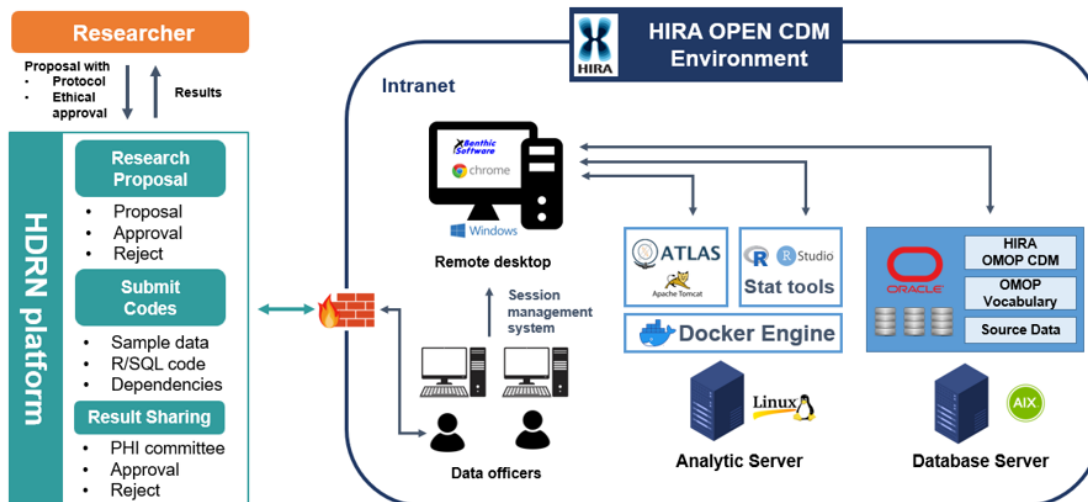 Researcher
Proposal with
• Protocol
• Ethical
approval
Results
HDRN platform
Research
Proposal
• Proposal
• Approval
• Reject
Submit
Codes
• Sample data
• R/SQL code
• Dependencies
Result Sharing
• PHI committee
• Approval
• Reject
HIRA
HIRA OPEN CDM
Environment
Intranet
Benthic
Software
chrome
Windows
Remote desktop
Session
management
system
Data officers
ATLAS
Apache Tomcat
R
R Studio
Stat tools
Docker Engine
Linux
Analytic Server
ORACLE
HIRA
OMOP CDM
OMOP
Vocabulary
Source Data
AIX
Database Server